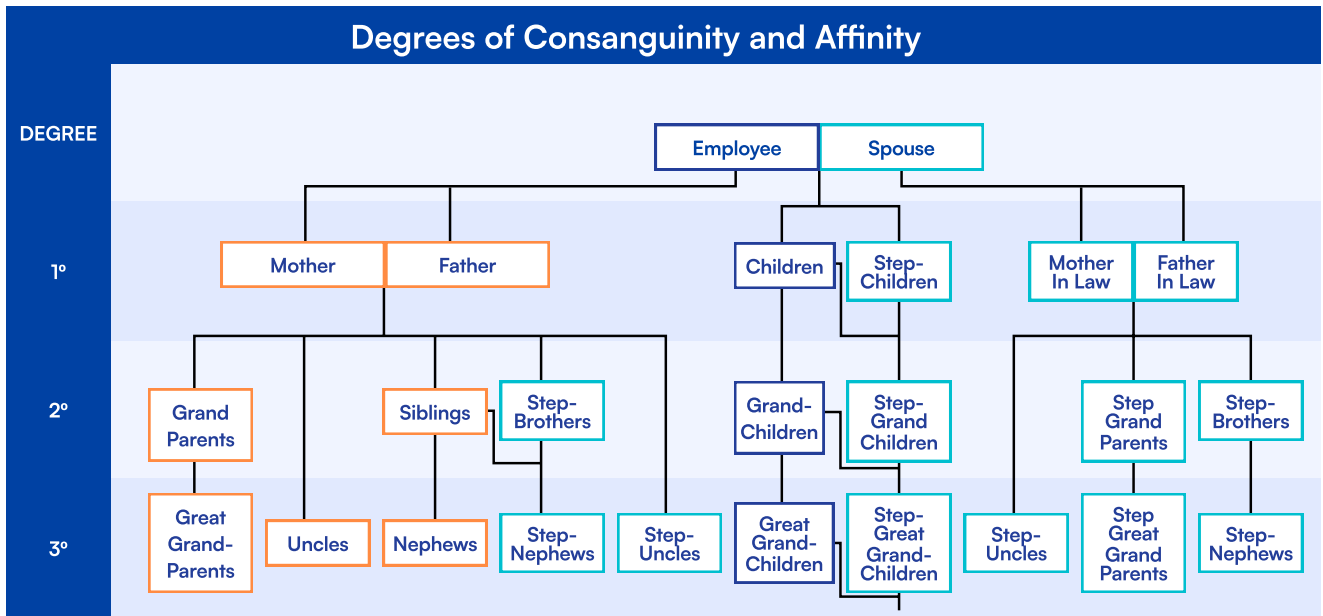 Degrees of Consanguinity and Affinity
DEGREE
Employee
Spouse
1º
Mother
Father
Children
Step-
Children
Mother
In Law
Father
In Law
2º
Grand
Parents
Siblings
Step-
Brothers
Grand-
Children
Step-
Grand
Children
Step
Grand
Parents
Step-
Brothers
3º
Great
Grand-
Parents
Uncles
Nephews
Step-
Nephews
Step-
Uncles
Great
Grand-
Children
Step-
Great
Grand-
Children
Step-
Uncles
Step
Great
Grand
Parents
Step-
Nephews